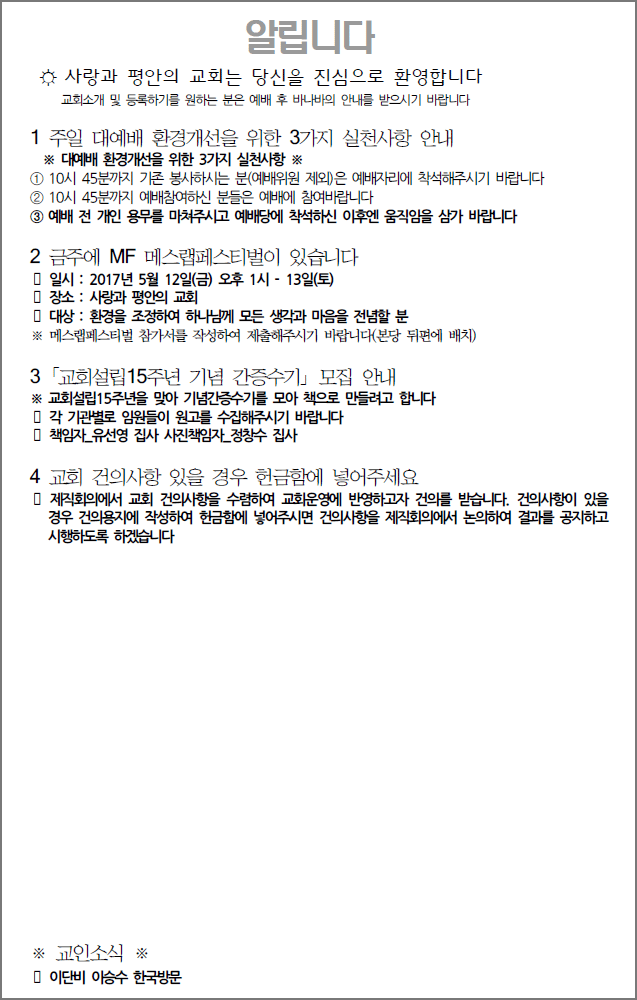 알립니다
☼ 사랑과 평안의 교회는 당신을 진심으로 환영합니다
교회소개 및 등록하기를 원하는 분은 예배 후 바나바의 안내를 받으시기 바랍니다
1 주일 대예배 환경개선을 위한 3가지 실천사항 안내
※ 대예배 환경개선을 위한 3가지 실천사항 ※
① 10시 45분까지 기존 봉사하시는 분(예배위원 제외)은 예배자리에 착석해주시기 바랍니다
② 10시 45분까지 예배참여하신 분들은 예배에 참여바랍니다
③ 예배 전 개인 용무를 마쳐주시고 예배당에 착석하신 이후엔 움직임을 삼가 바랍니다
2 금주에 MF 메스랩페스티벌이 있습니다
▯ 일시 : 2017년 5월 12일(금) 오후 1시 - 13일(토)
▯ 장소 : 사랑과 평안의 교회
▯ 대상 : 환경을 조정하여 하나님께 모든 생각과 마음을 전념할 분
※ 메스랩페스티벌 참가서를 작성하여 제출해주시기 바랍니다(본당 뒤편에 배치)
3 「교회설립15주년 기념 간증수기」 모집 안내
※ 교회설립15주년을 맞아 기념간증수기를 모아 책으로 만들려고 합니다
▯ 각 기관별로 임원들이 원고를 수집해주시기 바랍니다
▯ 책임자_유선영 집사 사진책임자_정창수 집사
4 교회 건의사항 있을 경우 헌금함에 넣어주세요
▯ 제직회의에서 교회 건의사항을 수렴하여 교회운영에 반영하고자 건의를 받습니다. 건의사항이 있을
경우 건의용지에 작성하여 헌금함에 넣어주시면 건의사항을 제직회의에서 논의하여 결과를 공지하고
시행하도록 하겠습니다
※ 교인소식 ※
▯ 이단비 이승수 한국방문